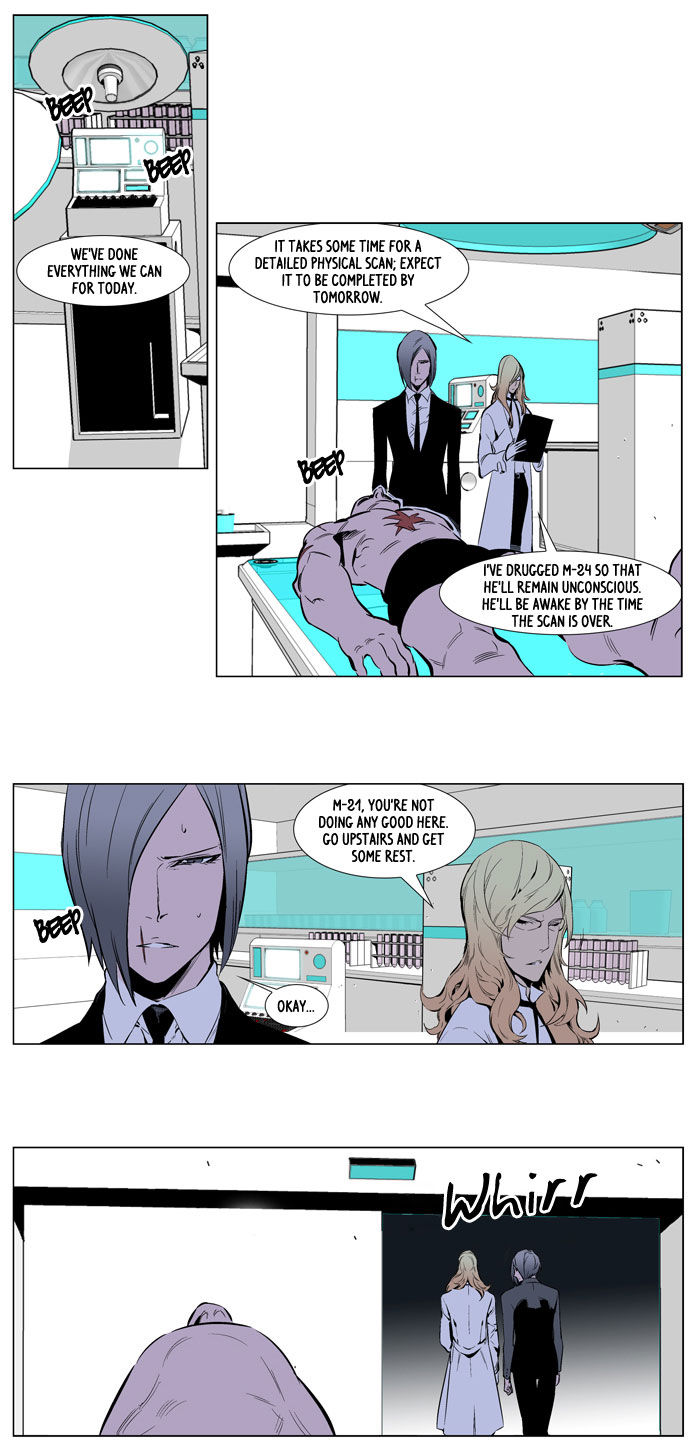 BEEP
BEEP
WE'VE DONE
EVERYTHING WE CAN
FOR TODAY.
IT TAKES SOME TIME FOR A
DETAILED PHYSICAL SCAN; EXPECT
IT TO BE COMPLETED BY
TOMORROW.
BEEP
I'VE DRUGGED M-24 SO THAT
HE'LL REMAIN UNCONSCIOUS.
HE'LL BE AWAKE BY THE TIME
THE SCAN IS OVER.
M-21, YOU'RE NOT
DOING ANY GOOD HERE.
GO UPSTAIRS AND GET
SOME REST.
BEEP
OKAY...
Whirr